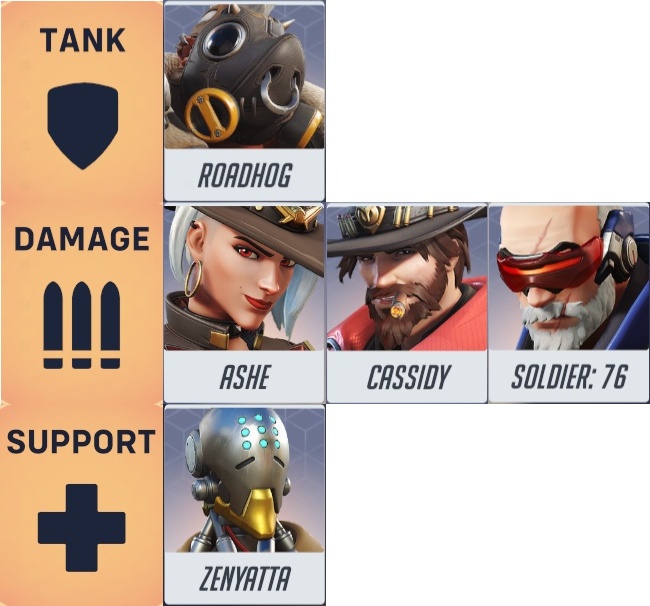 TANK
ROADHOG
DAMAGE
ASHE
CASSIDY
SOLDIER: 76
SUPPORT
ZENYATTA